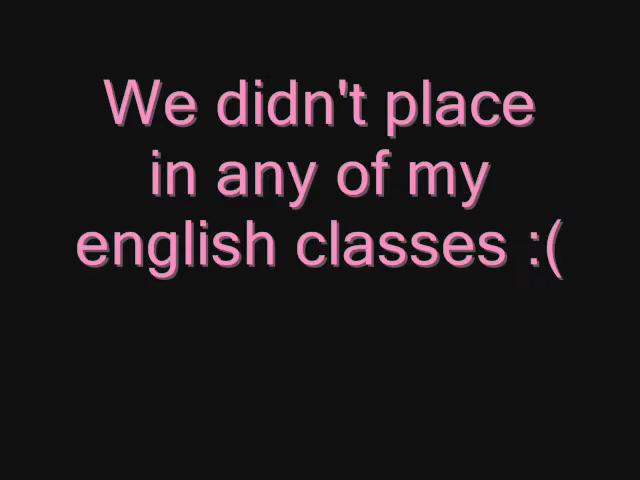 We didn't place
in any of my
english classes :(